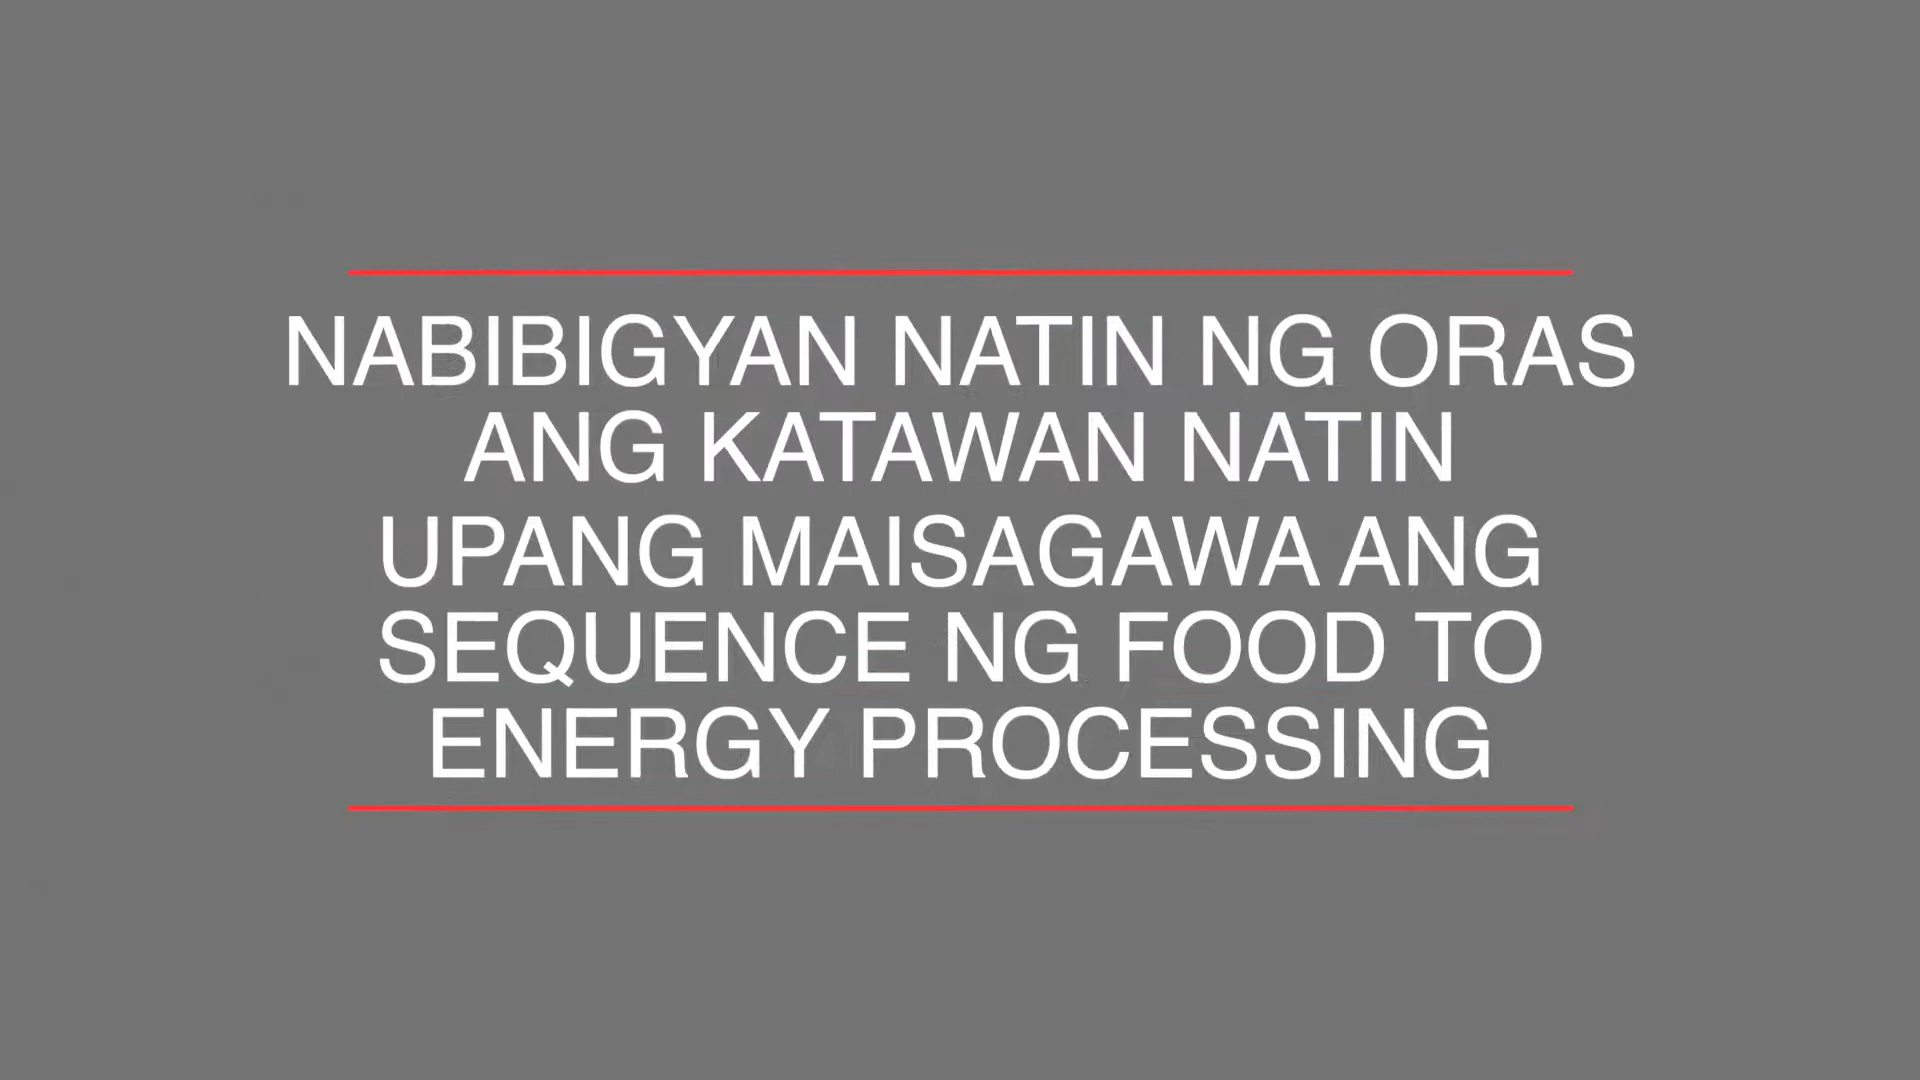 NABIBIGYAN NATIN NG ORAS
ANG KATAWAN NATIN
UPANG MAISAGAWA ANG
SEQUENCE NG FOOD TO
ENERGY PROCESSING